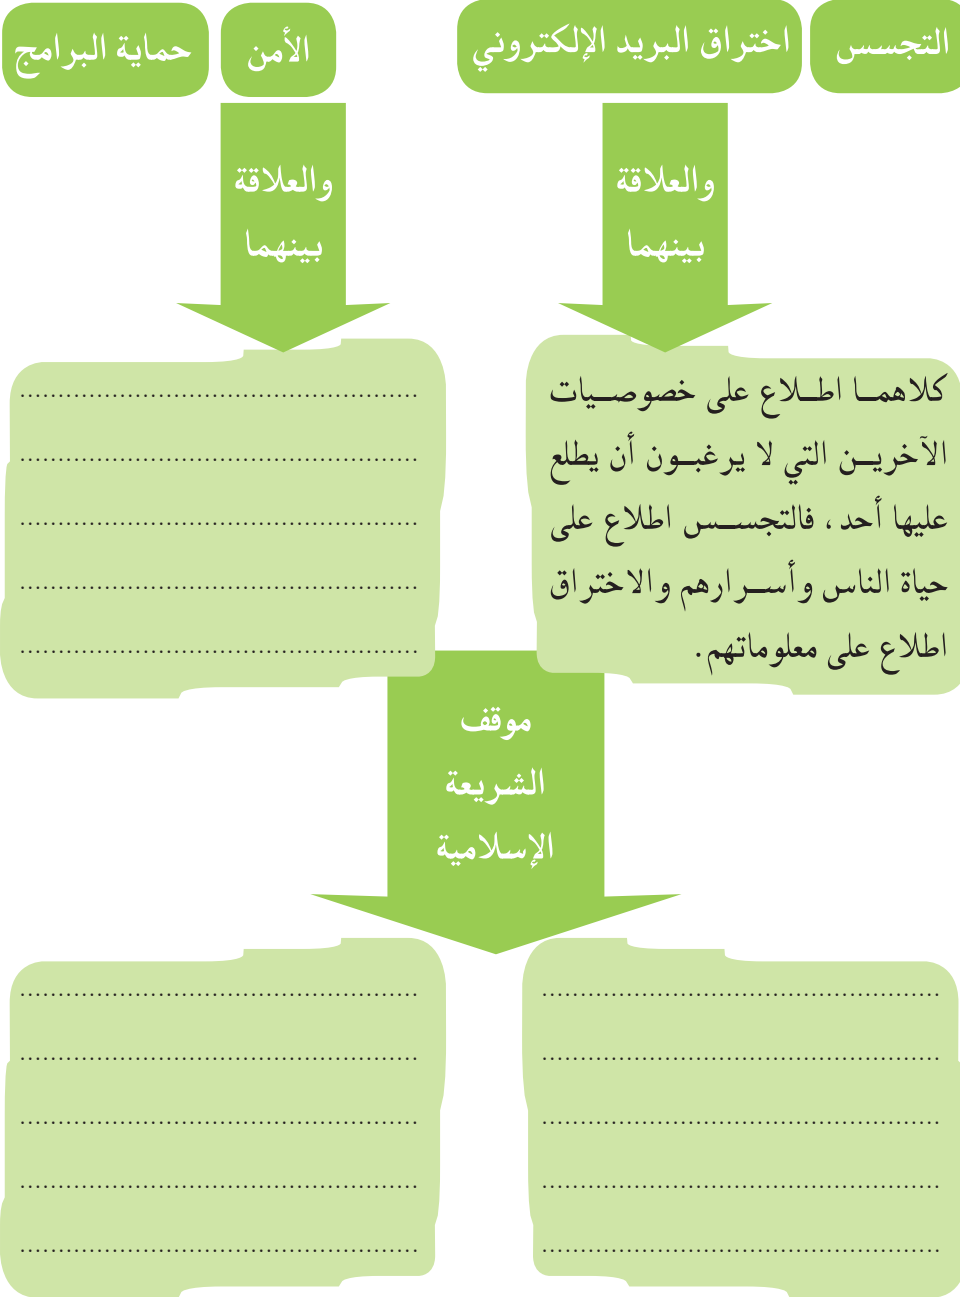 التجسس
اختراق البريد الإلكتروني
الأمن
حماية البرامج
والعلاقة
بينهما
والعلاقة
بينهما
كلاهما اطلاع على خصوصيات
الآخرين التي لا يرغبون أن يطلع
عليها أحد، فالتجسس اطلاع على
حياة الناس وأسرارهم والاختراق
اطلاع على معلوماتهم.
....................................................
....................................................
....................................................
....................................................
....................................................
موقف
الشريعة
الإسلامية
....................................................
....................................................
....................................................
....................................................
....................................................
....................................................
....................................................
....................................................
....................................................
....................................................